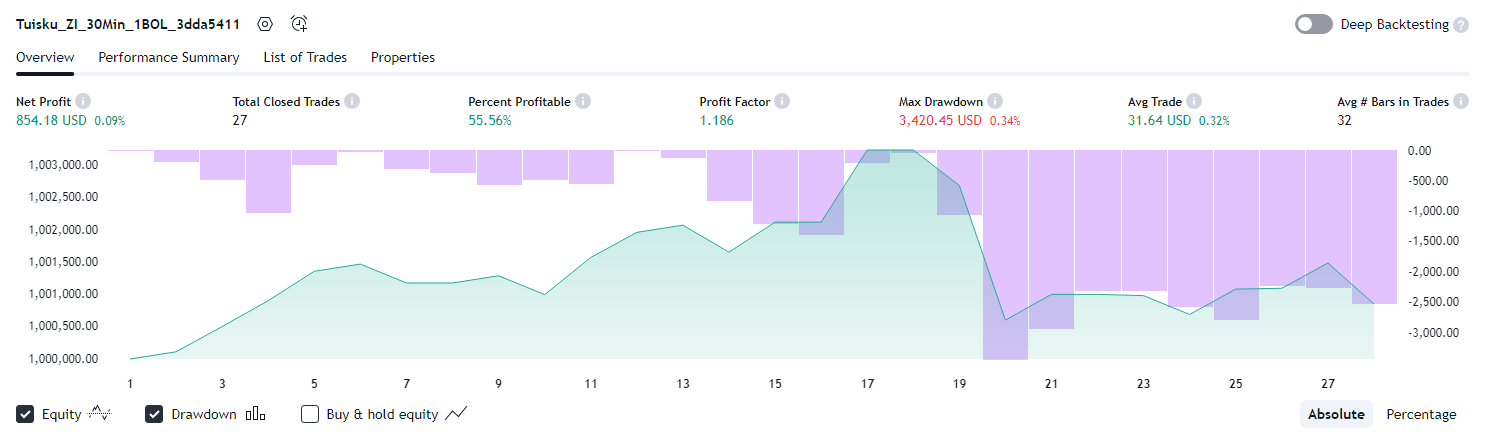 Tuisku_ZI_30Min_1BOL_3dda5411 Deep Backtesting ?
Overview Performance Summary List of Trades Properties
Net Profit Total Closed Trades Percent Profitable Profit Factor Max Drawdown Avg Trade Avg # Bars in Trades
854.18 USD 0.09% 27 55.56% 1.186 3,420.45 USD 0.34% 31.64 USD 0.32% 32
1,003,000.00 0.00
1,002,500.00 -500.00
1,002,000.00 -1,000.00
1,001,500.00 -1,500.00
1,001,000.00 -2,000.00
1,000,500.00 -2,500.00
1,000,000.00 -3,000.00
1 3 5 7 9 11 13 15 17 19 21 23 25 27
Equity Drawdown Buy & hold equity Absolute Percentage